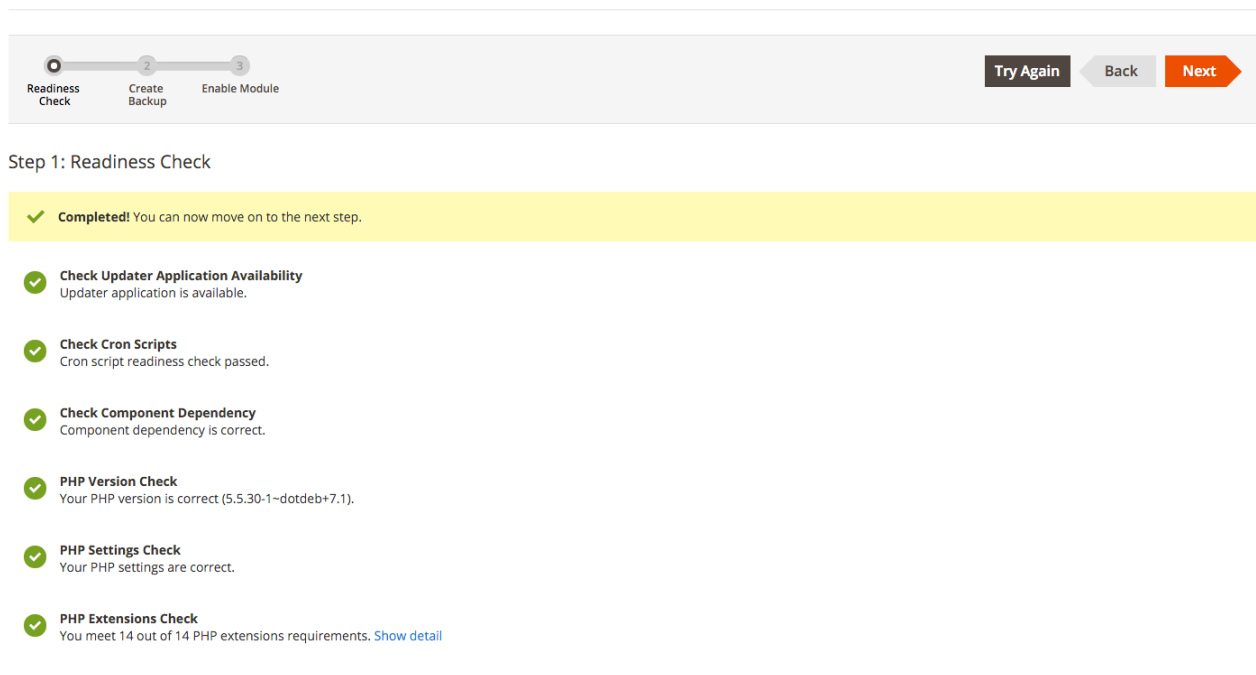 2
3
Readiness
Check
Create
Backup
Enable Module
Try Again
Back
Next
Step 1: Readiness Check
Completed! You can now move on to the next step.
Check Updater Application Availability
Updater application is available.
Check Cron Scripts
Cron script readiness check passed.
Check Component Dependency
Component dependency is correct.
PHP Version Check
Your PHP version is correct (5.5.30-1~dotdeb+7.1).
PHP Settings Check
Your PHP settings are correct.
PHP Extensions Check
You meet 14 out of 14 PHP extensions requirements. Show detail